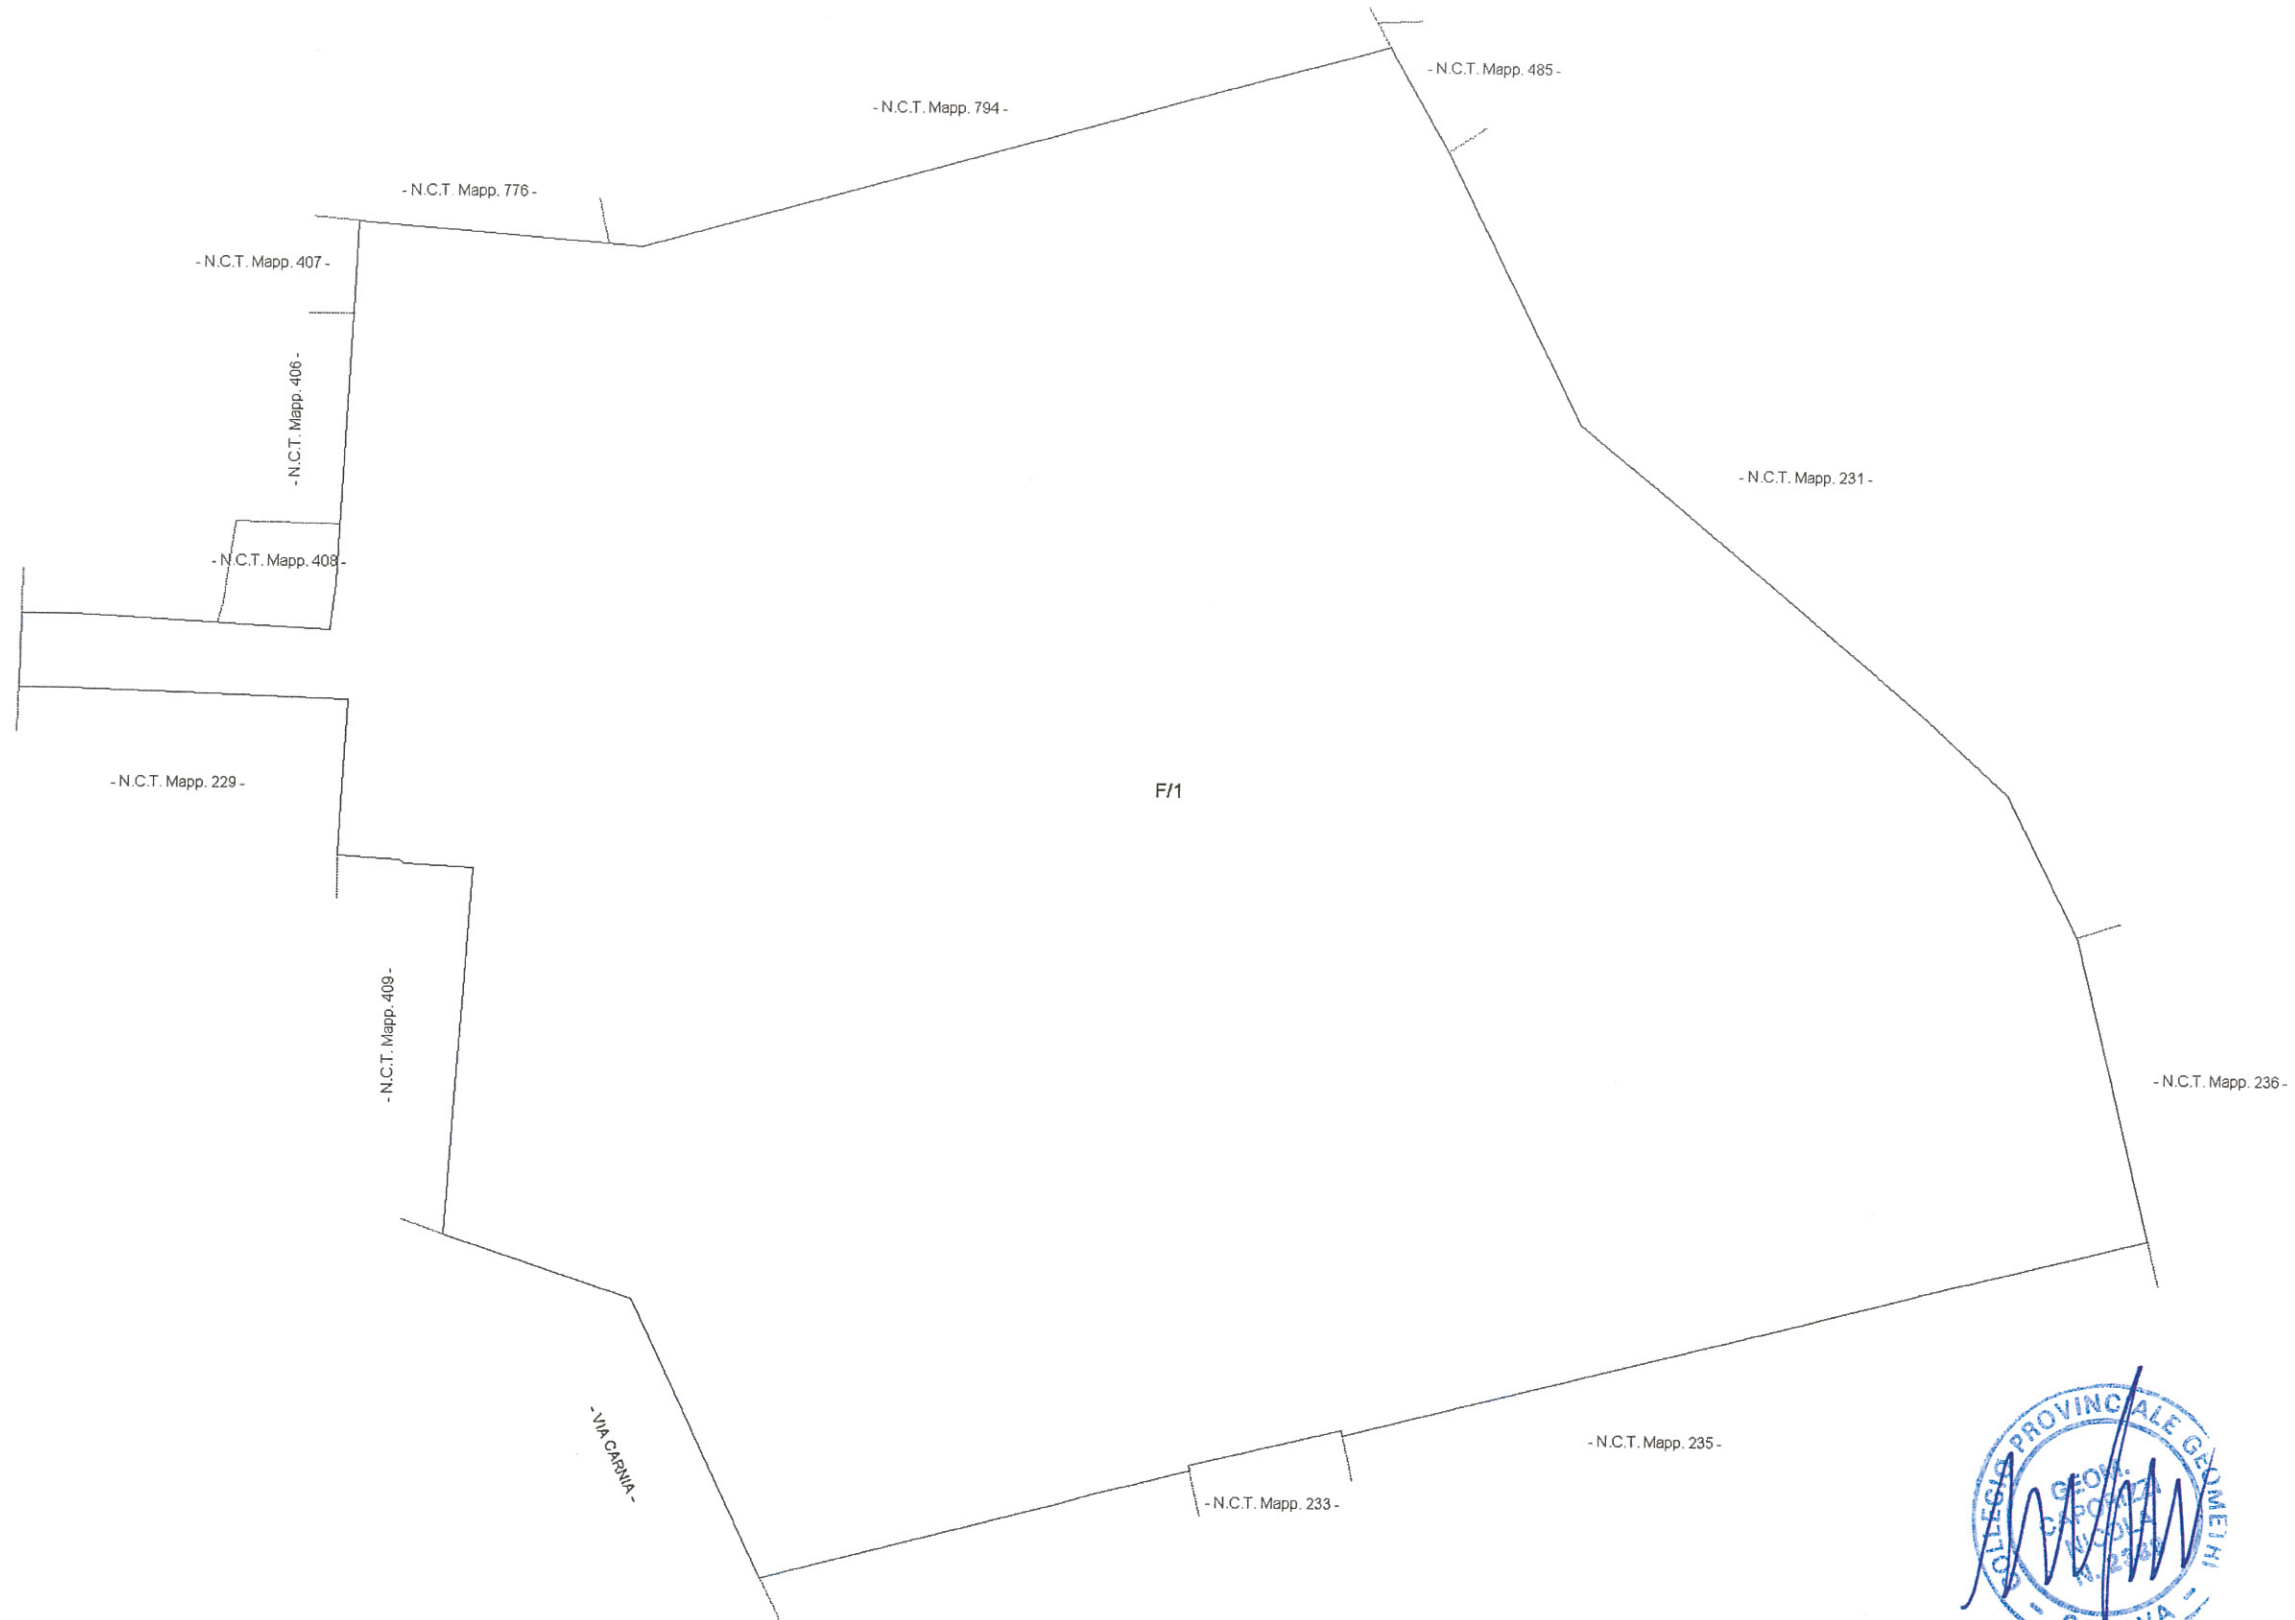 - N.C.T. Mapp. 485 -
- N.C.T. Mapp. 794 -
- N.C.T. Mapp. 776 -
- N.C.T. Mapp. 407 -
- N.C.T. Mapp. 406 -
- N.C.T. Mapp. 231 -
- N.C.T. Mapp. 408 -
- N.C.T. Mapp. 229 -
F/1
- N.C.T. Mapp. 409 -
- N.C.T. Mapp. 236 -
- VIA CARNIA -
- N.C.T. Mapp. 235 -
- N.C.T. Mapp. 233 -
COLLEGIO PROVINCIALE GEOMETRI
GEOM.